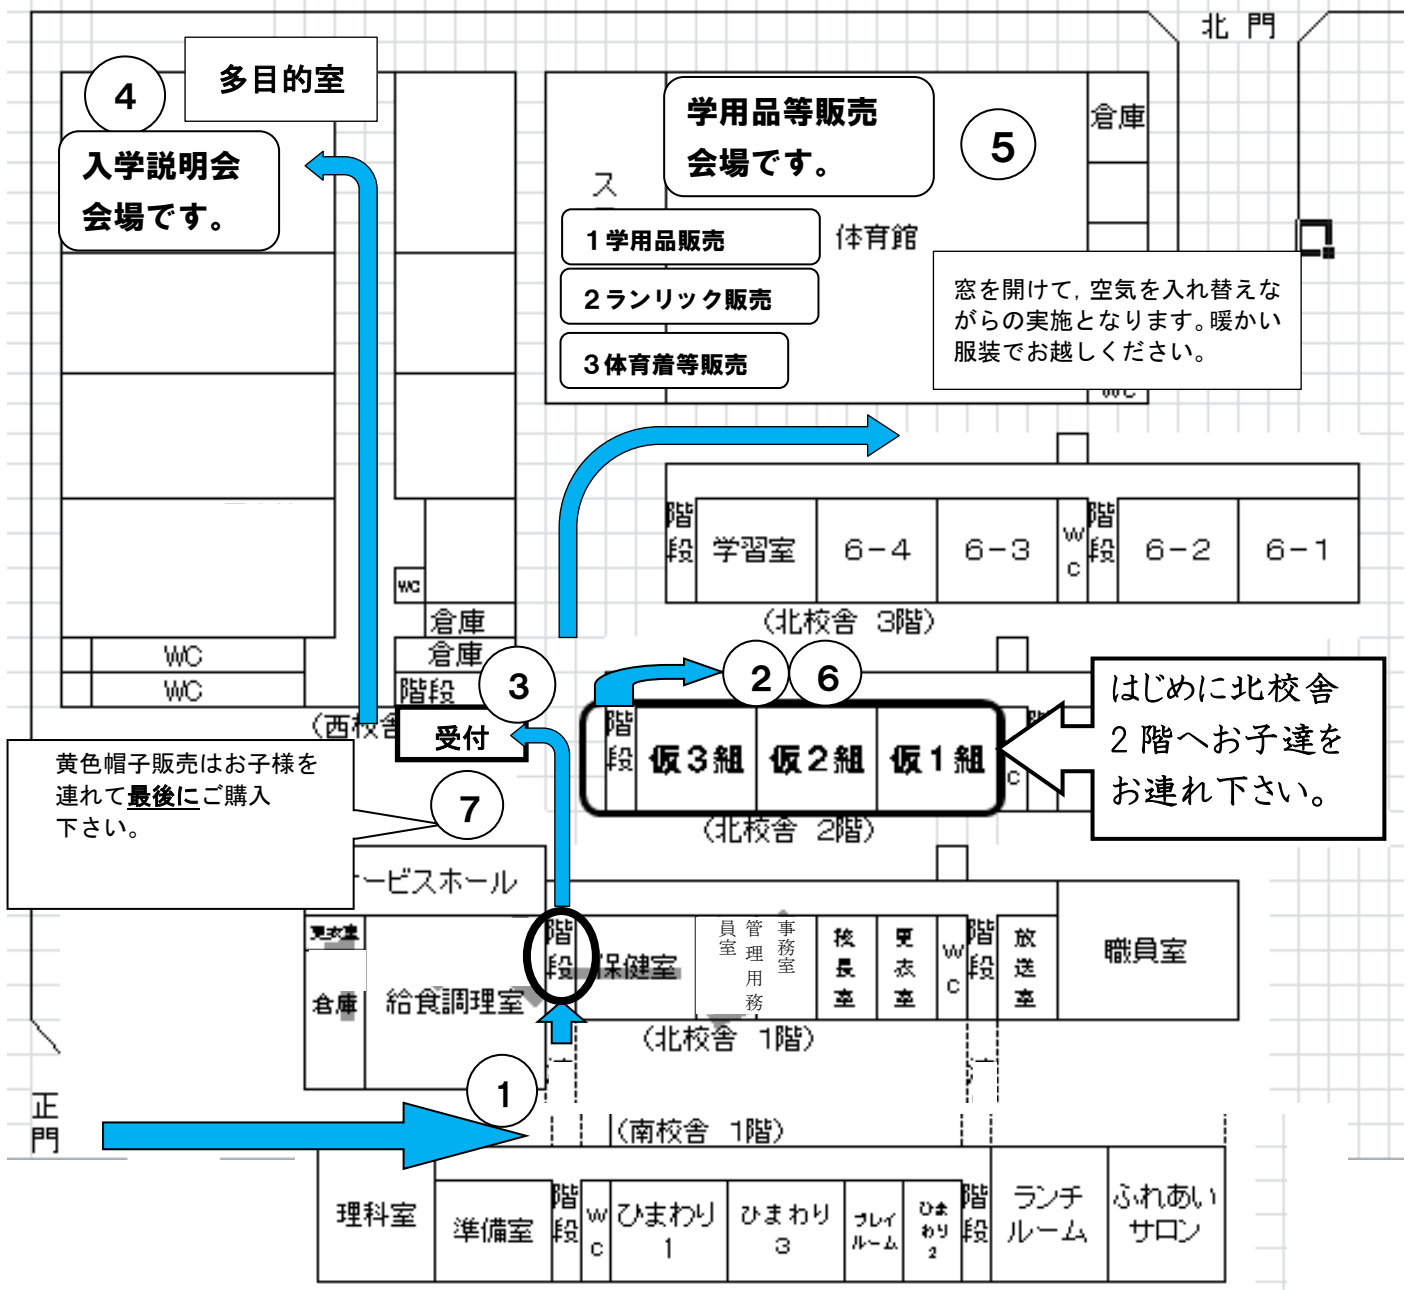 北 門
④
多目的室
入学説明会
会場です。
学用品等販売
会場です。
⑤
倉庫
ス
1学用品販売
2ランリック販売
3体育着等販売
体育館
窓を開けて, 空気を入れ替えな
がらの実施となります。暖かい
服装でお越しください。
階段
学習室
6-4
6-3
WC
階段
6-2
6-1
(北校舎 3階)
WC
倉庫
倉庫
階段
WC
WC
(西校舎
③
受付
②
⑥
階段
仮3組
仮2組
仮1組
C
(北校舎 2階)
はじめに北校舎
2階へお子達を
お連れ下さい。
黄色帽子販売はお子様を
連れて最後にご購入
下さい。
⑦
ービスホール
更衣室
倉庫
給食調理室
階段
保健室
管理用務
員室
事務室
校長室
更衣室
WC
階段
放送室
職員室
(北校舎 1階)
①
正門
(南校舎 1階)
理科室
準備室
階段
WC
ひまわり
1
ひまわり
3
プレイ
ルーム
ひま
わり
2
階段
ランチ
ルーム
ふれあい
サロン